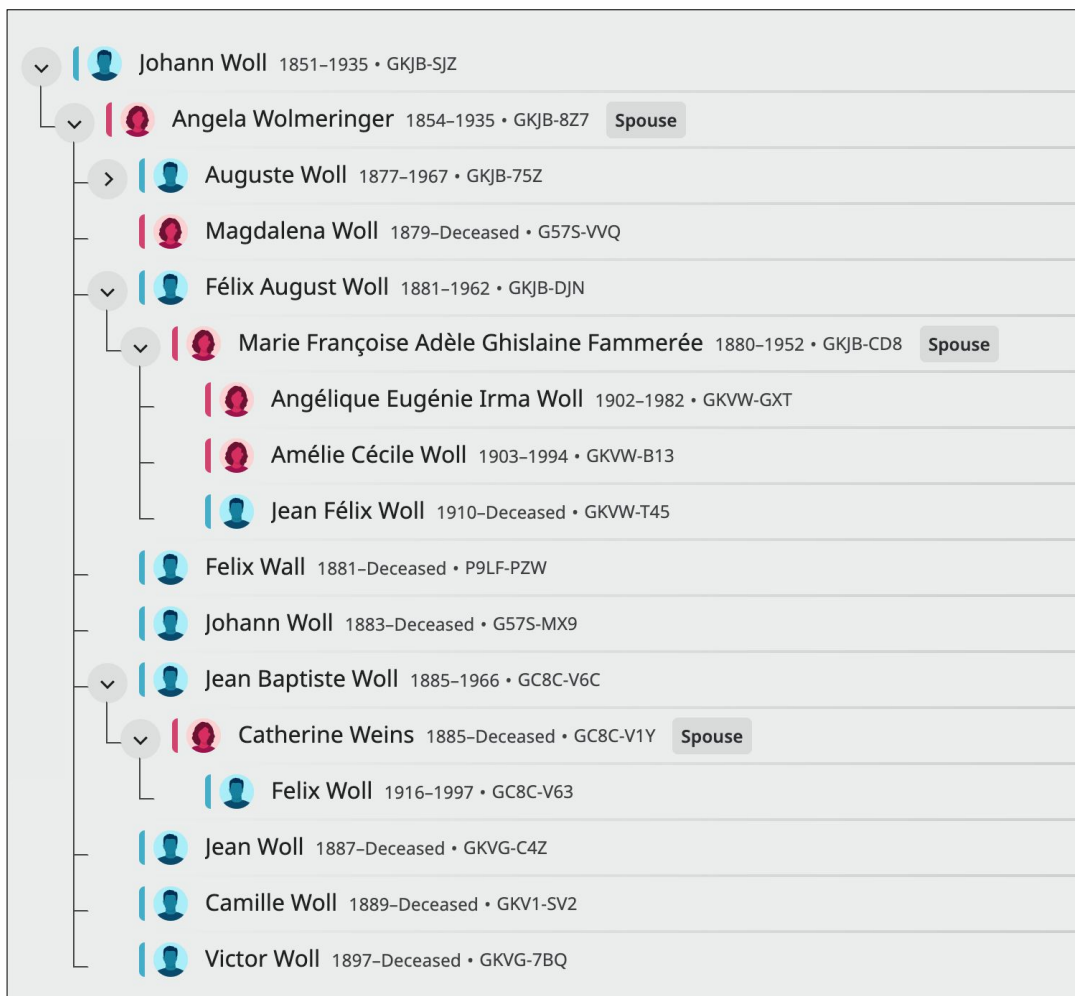 Johann Woll 1851–1935 • GKJB-SJZ
Angela Wolmeringer 1854–1935 • GKJB-8Z7 Spouse
Auguste Woll 1877–1967 • GKJB-75Z
Magdalena Woll 1879–Deceased • G57S-VVQ
Félix August Woll 1881–1962 • GKJB-DJN
Marie Françoise Adèle Ghislaine Fammerée 1880–1952 • GKJB-CD8 Spouse
Angélique Eugénie Irma Woll 1902–1982 • GKVW-GXT
Amélie Cécile Woll 1903–1994 • GKVW-B13
Jean Félix Woll 1910–Deceased • GKVW-T45
Felix Wall 1881–Deceased • P9LF-PZW
Johann Woll 1883–Deceased • G57S-MX9
Jean Baptiste Woll 1885–1966 • GC8C-V6C
Catherine Weins 1885–Deceased • GC8C-V1Y Spouse
Felix Woll 1916–1997 • GC8C-V63
Jean Woll 1887–Deceased • GKVG-C4Z
Camille Woll 1889–Deceased • GKV1-SV2
Victor Woll 1897–Deceased • GKVG-7BQ